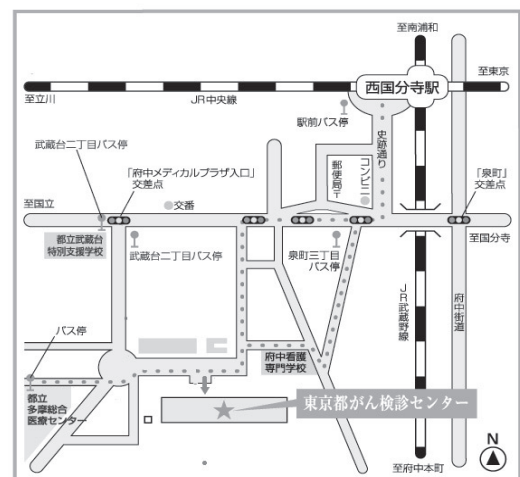 至南浦和
至東京
西国分寺駅
至立川
JR中央線
駅前バス停
史跡通り
武蔵台二丁目バス停
「府中メディカルプラザ入口」
交差点
交番
郵便局〒
コンビニ
「泉町」
交差点
至国立
至国分寺
都立武蔵台
特別支援学校
武蔵台二丁目バス停
泉町三丁目
バス停
JR武蔵野線
府中街道
バス停
府中看護
専門学校
都立
多摩総合
医療センター
東京都がん検診センター
N
至府中本町